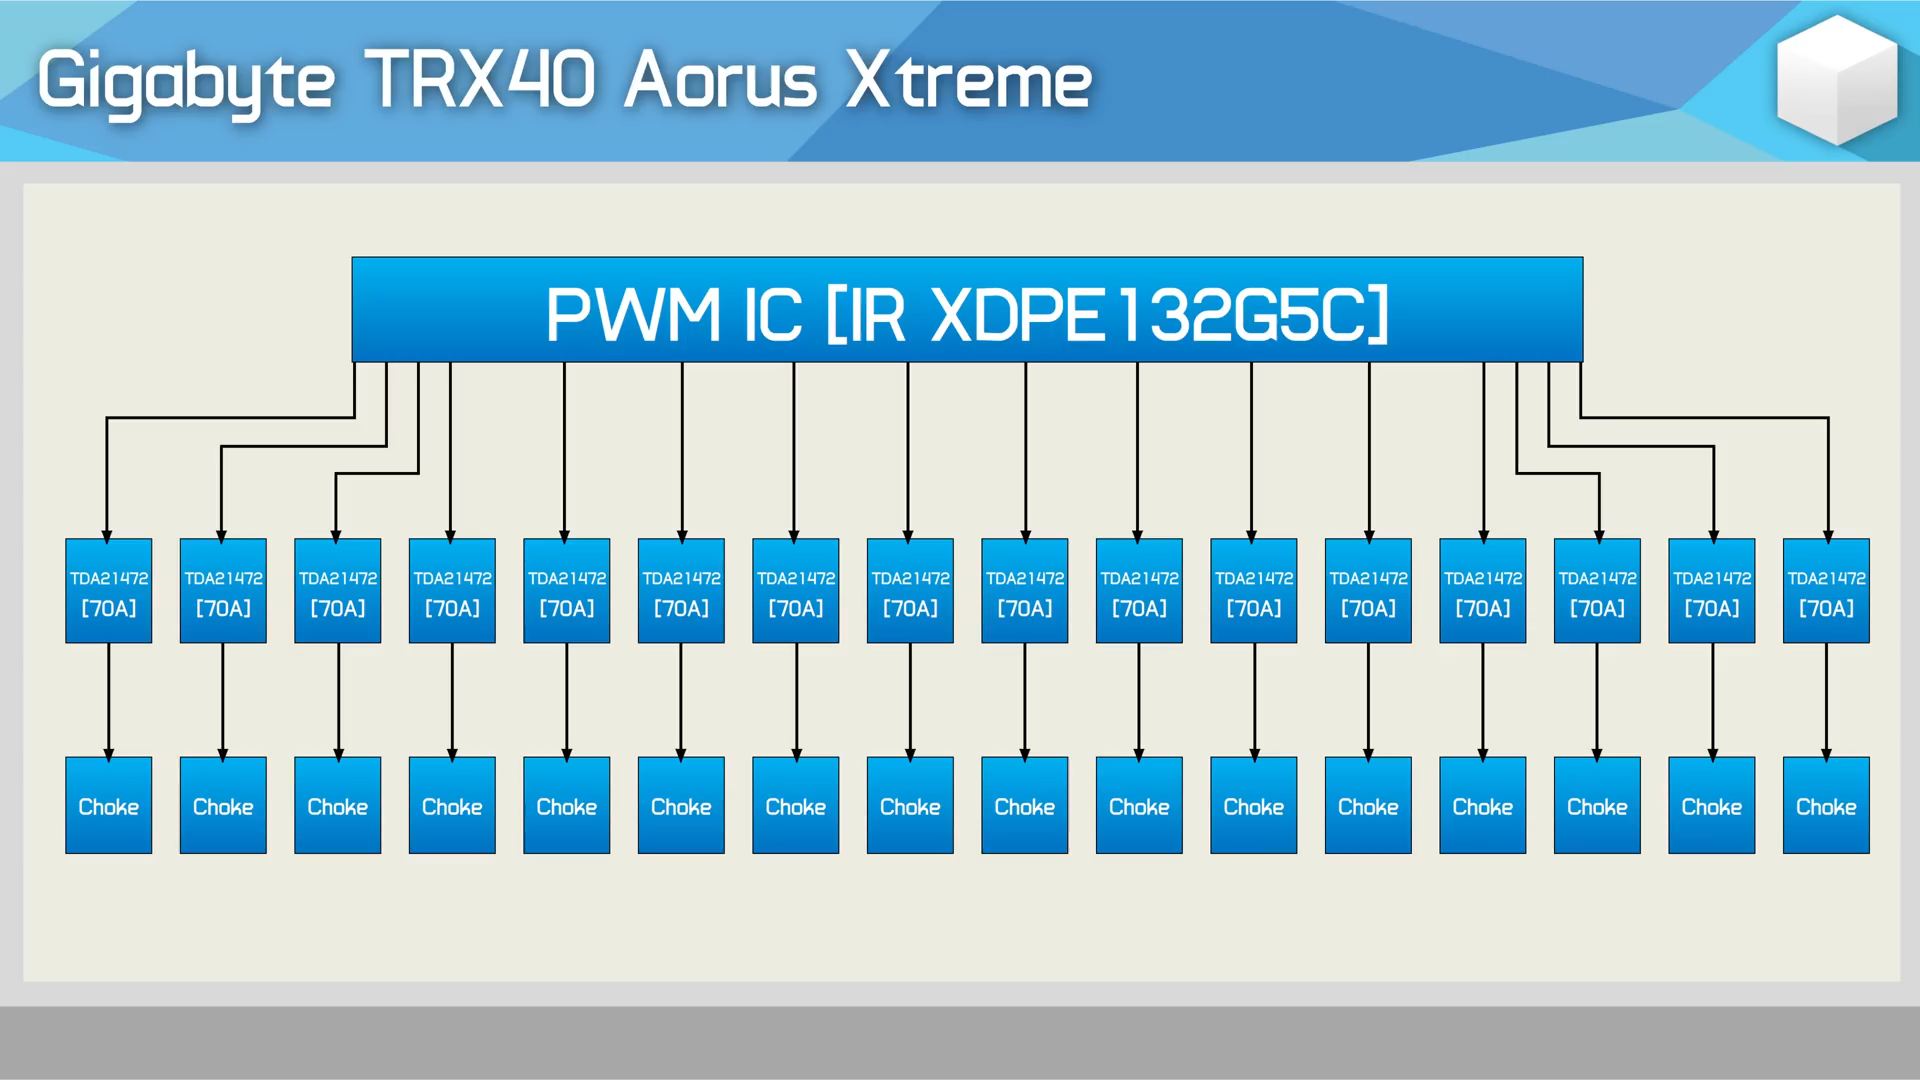 Gigabyte TRX40 Aorus Xtreme
PWM IC [IR XDPE132G5C]
TDA21472 TDA21472 TDA21472 TDA21472 TDA21472 TDA21472 TDA21472 TDA21472 TDA21472 TDA21472 TDA21472 TDA21472 TDA21472 TDA21472 TDA21472 TDA21472
[70A] [70A] [70A] [70A] [70A] [70A] [70A] [70A] [70A] [70A] [70A] [70A] [70A] [70A] [70A] [70A]
Choke Choke Choke Choke Choke Choke Choke Choke Choke Choke Choke Choke Choke Choke Choke Choke